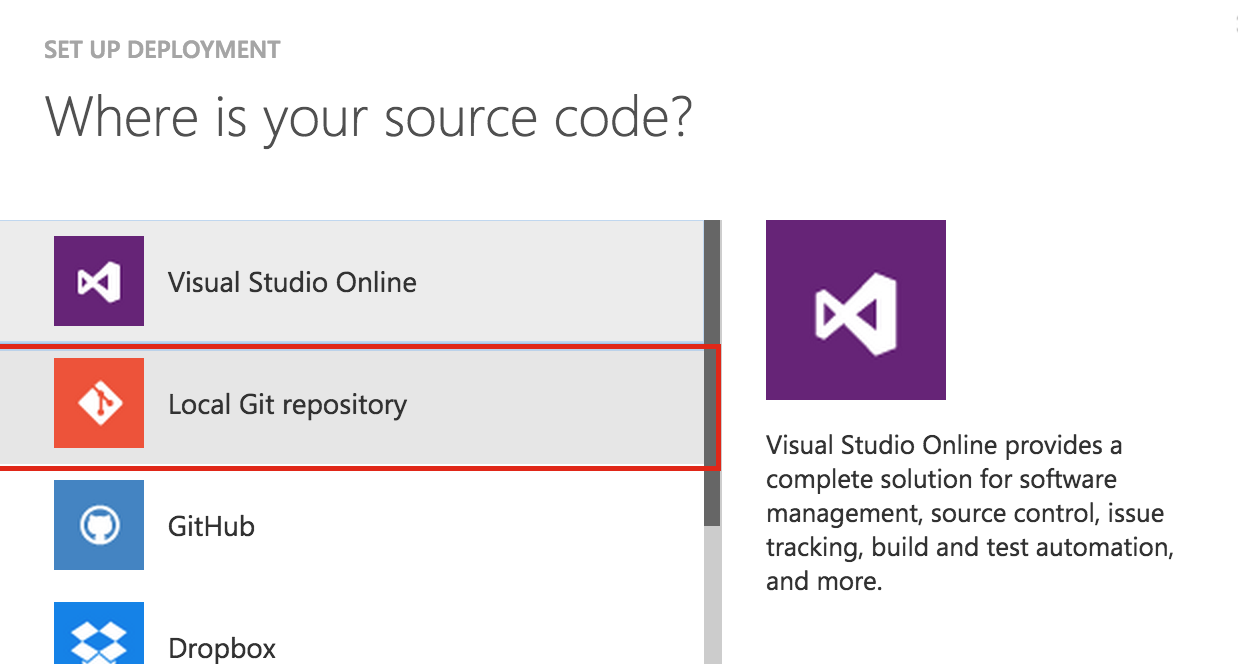 SET UP DEPLOYMENT
Where is your source code?
Visual Studio Online
Local Git repository
GitHub
Dropbox
Visual Studio Online provides a
complete solution for software
management, source control, issue
tracking, build and test automation,
and more.